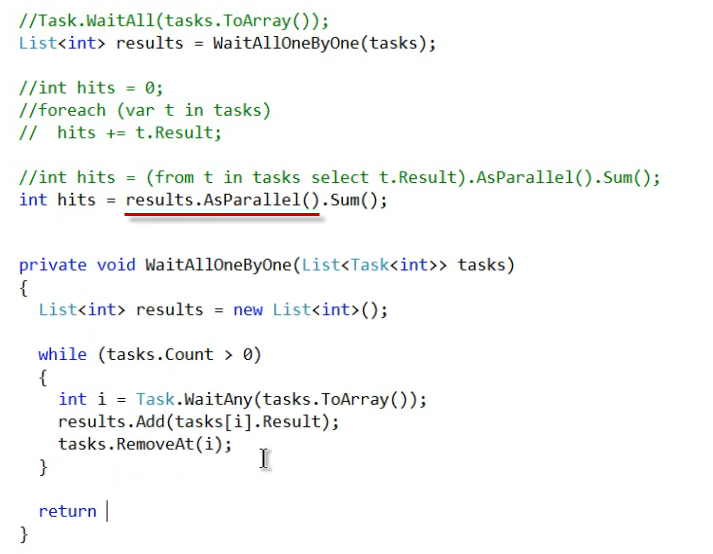 //Task.WaitAll(tasks.ToArray());
List<int> results = WaitAllOneByOne(tasks);
//int hits = 0;
//foreach (var t in tasks)
//  hits += t.Result;
//int hits = (from t in tasks select t.Result).AsParallel().Sum();
int hits = results.AsParallel().Sum();
private void WaitAllOneByOne(List<Task<int>> tasks)
{
  List<int> results = new List<int>();
  while (tasks.Count > 0)
  {
    int i = Task.WaitAny(tasks.ToArray());
    results.Add(tasks[i].Result);
    tasks.RemoveAt(i);
  }
  return
}